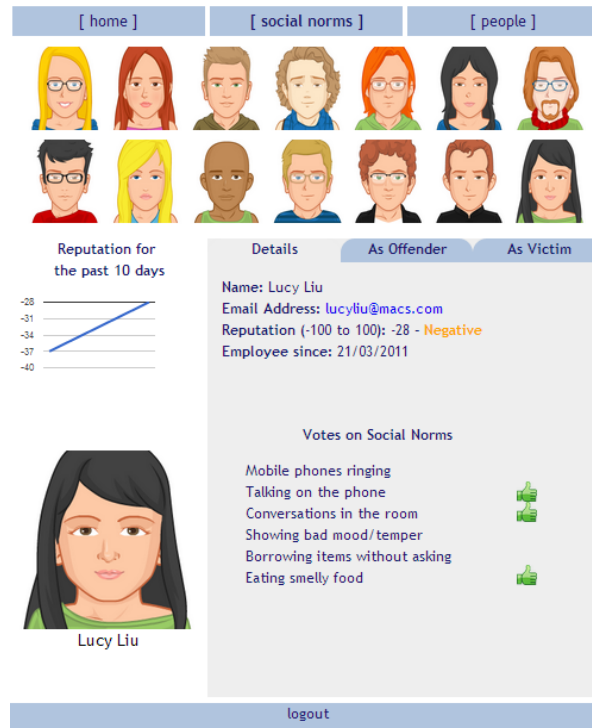 [ home ]
[ social norms ]
[ people ]
Reputation for
the past 10 days
-28
-31
-34
-37
-40
Lucy Liu
Details
As Offender
As Victim
Name: Lucy Liu
Email Address: lucyliu@macs.com
Reputation (-100 to 100): -28 - Negative
Employee since: 21/03/2011
Votes on Social Norms
Mobile phones ringing
Talking on the phone
Conversations in the room
Showing bad mood/temper
Borrowing items without asking
Eating smelly food
logout